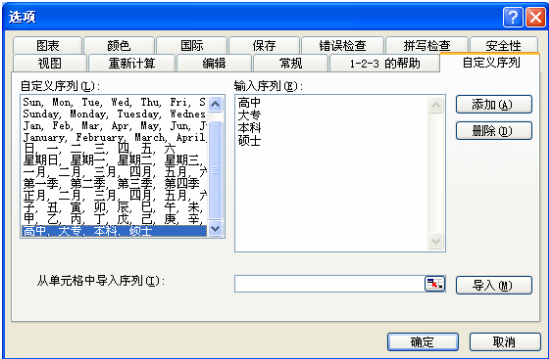 选项
图表 颜色 国际 保存 错误检查 拼写检查 安全性
视图 重新计算 编辑 常规 1-2-3 的帮助 自定义序列
自定义序列(L): 输入序列(E):
Sun, Mon, Tue, Wed, Thu, Fri, S
Sunday, Monday, Tuesday, Wednes
Jan, Feb, Mar, Apr, May, Jun, J
January, February, March, April
日, 一, 二, 三, 四, 五, 六
星期日, 星期一, 星期二, 星期三,
一月, 二月, 三月, 四月, 五月, 六
第一季, 第二季, 第三季, 第四季
正月, 二月, 三月, 四月, 五月, 六
子, 丑, 寅, 卯, 辰, 巳, 午, 未,
甲, 乙, 丙, 丁, 戊, 己, 庚, 辛,
高中、大专、本科、硕士
高中
大专
本科
硕士
添加(A)
删除(D)
从单元格中导入序列(I): 导入(M)
确定 取消